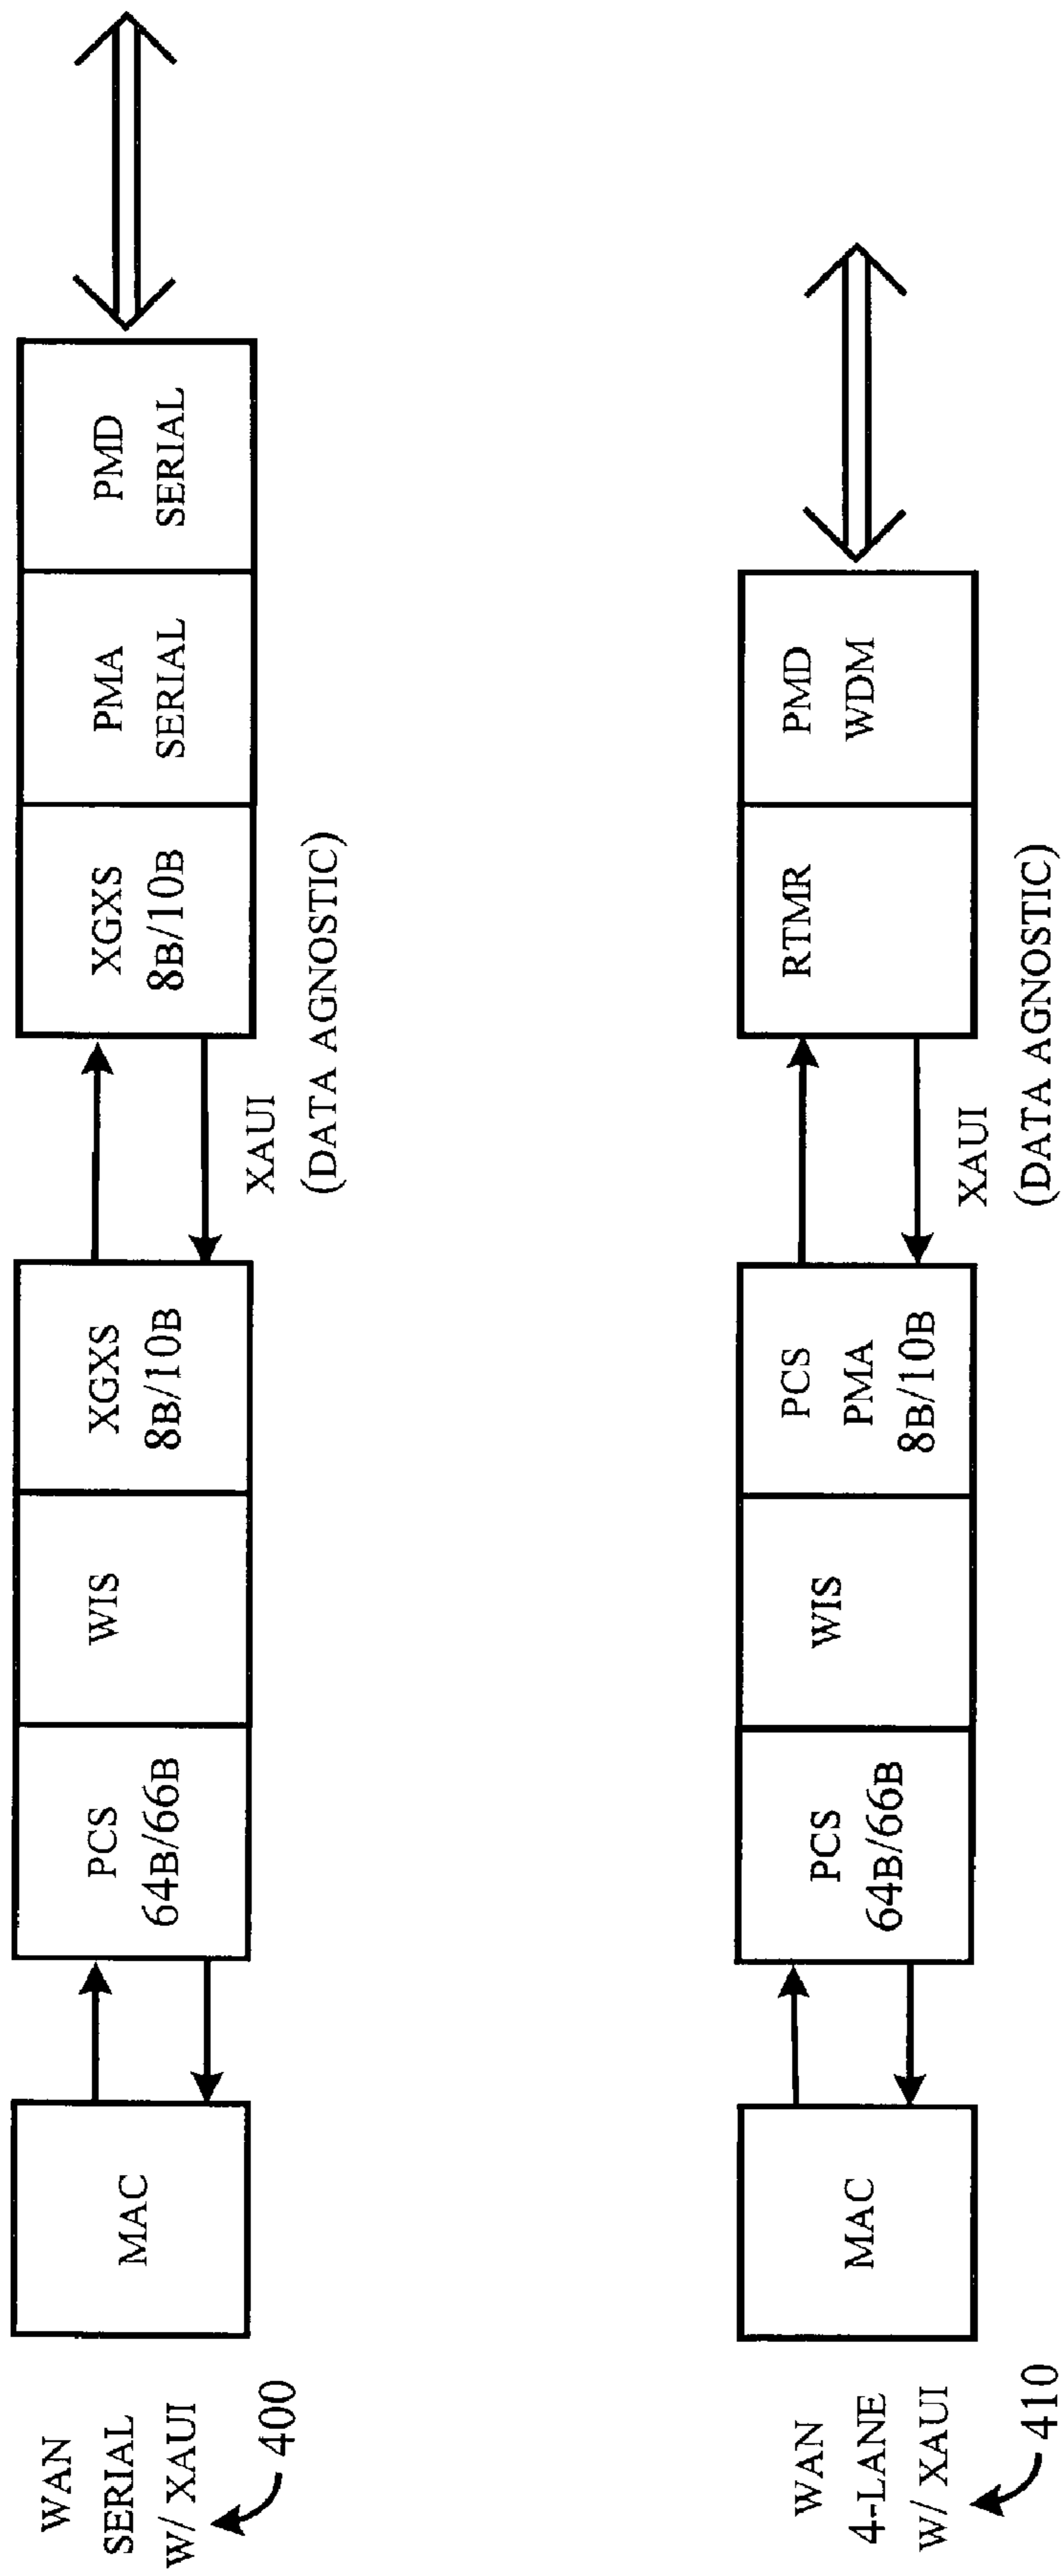 WAN
SERIAL
W/ XAUI
400
MAC
PCS
64B/66B
WIS
XGXS
8B/10B
XAUI
(DATA AGNOSTIC)
XGXS
8B/10B
PMA
SERIAL
PMD
SERIAL
WAN
4-LANE
W/ XAUI
410
MAC
PCS
64B/66B
WIS
PCS
PMA
8B/10B
XAUI
(DATA AGNOSTIC)
RTMR
PMD
WDM